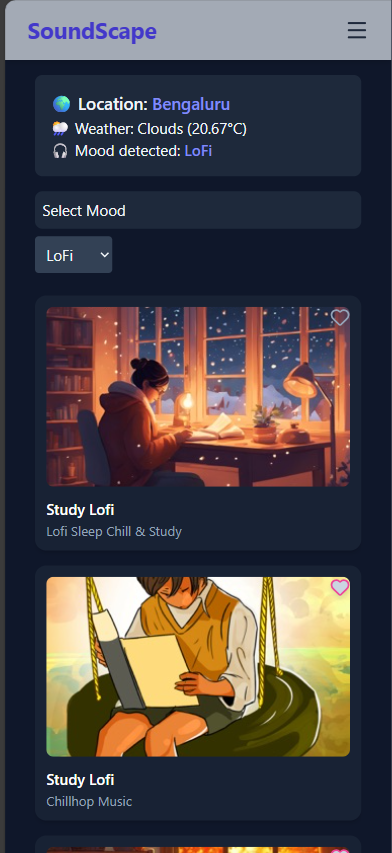 SoundScape
🌍 Location: Bengaluru
🌦️ Weather: Clouds (20.67°C)
🎧 Mood detected: LoFi
Select Mood
LoFi
Study Lofi
Lofi Sleep Chill & Study
Study Lofi
Chillhop Music